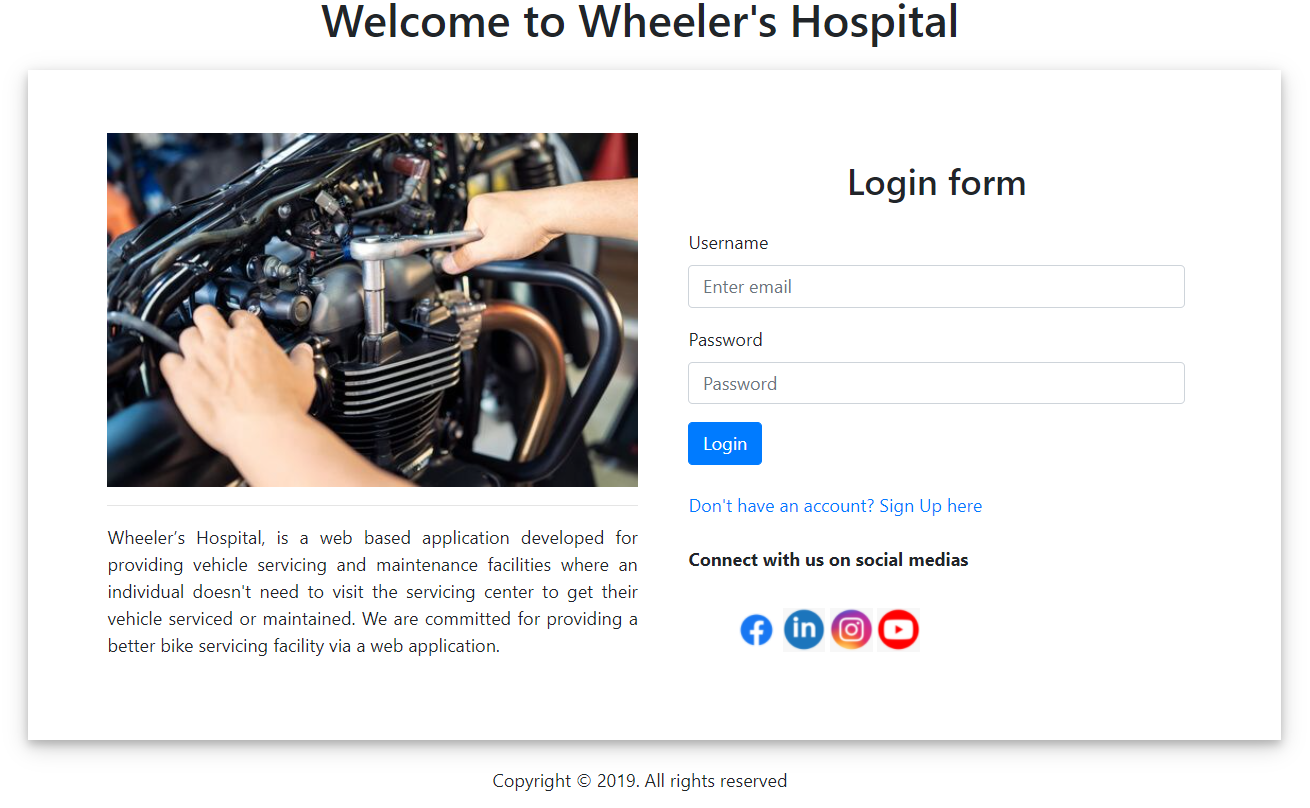 Welcome to Wheeler's Hospital
Wheeler’s Hospital, is a web based application developed for
providing vehicle servicing and maintenance facilities where an
individual doesn't need to visit the servicing center to get their
vehicle serviced or maintained. We are committed for providing a
better bike servicing facility via a web application.
Login form
Username
Enter email
Password
Password
Login
Don't have an account? Sign Up here
Connect with us on social medias
in
Copyright © 2019. All rights reserved